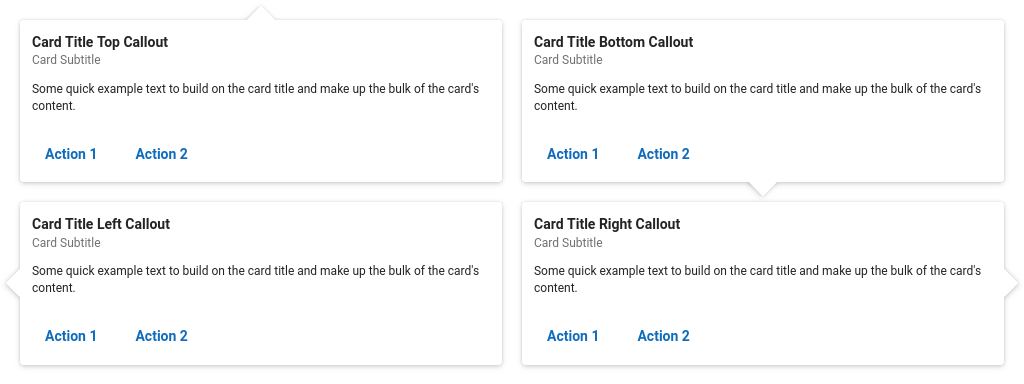 Card Title Top Callout
Card Subtitle
Some quick example text to build on the card title and make up the bulk of the card's
content.
Action 1 Action 2
Card Title Bottom Callout
Card Subtitle
Some quick example text to build on the card title and make up the bulk of the card's
content.
Action 1 Action 2
Card Title Left Callout
Card Subtitle
Some quick example text to build on the card title and make up the bulk of the card's
content.
Action 1 Action 2
Card Title Right Callout
Card Subtitle
Some quick example text to build on the card title and make up the bulk of the card's
content.
Action 1 Action 2